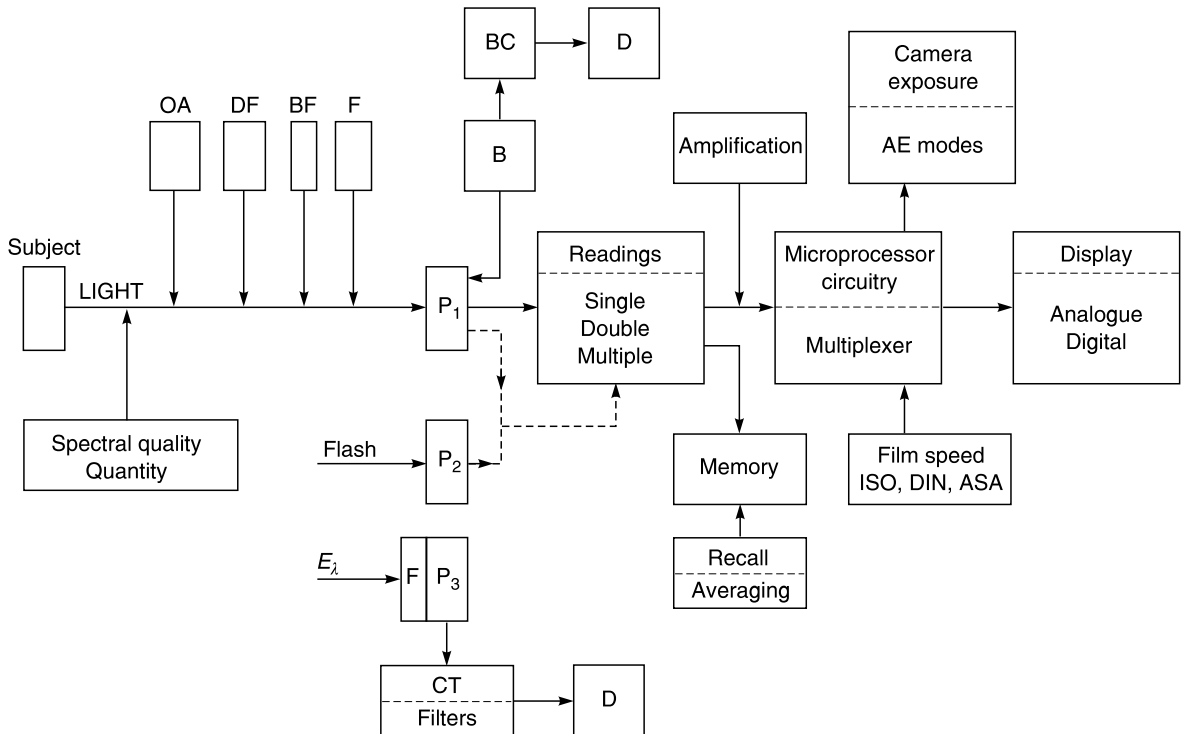 BC
D
Camera
exposure
AE modes
OA
DF
BF
F
B
Amplification
Subject
LIGHT
P1
Readings
Single
Double
Multiple
Microprocessor
circuitry
Multiplexer
Display
Analogue
Digital
Spectral quality
Quantity
Flash
P2
Memory
Film speed
ISO, DIN, ASA
Eλ
F
P3
Recall
Averaging
CT
Filters
D